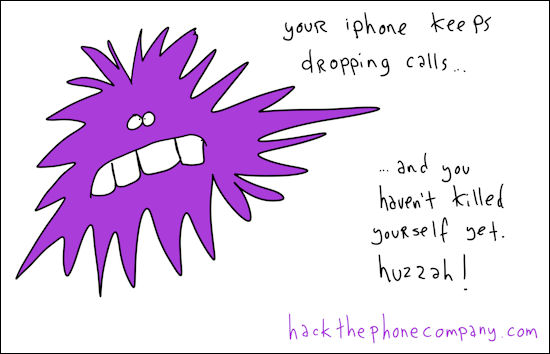 your iphone keeps
dropping calls...
...and you
haven't killed
yourself yet.
huzzah!
hackthephonecompany.com